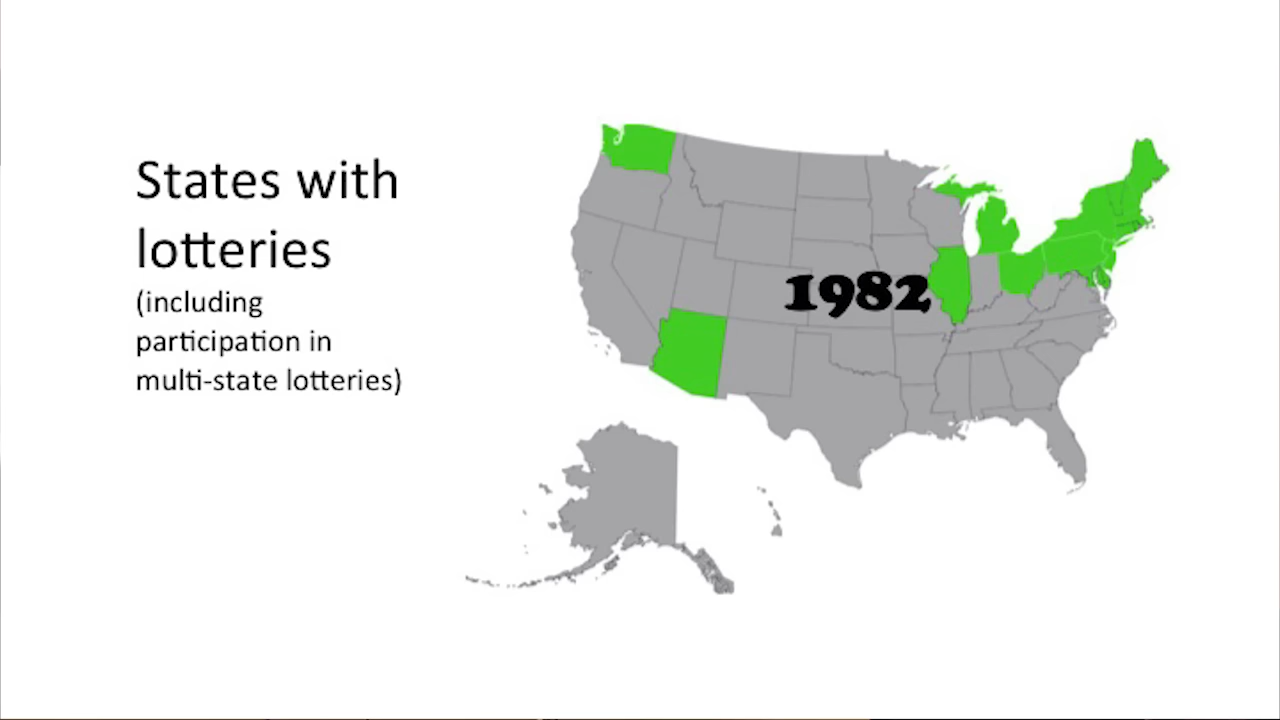 States with
lotteries
(including
participation in
multi-state lotteries)
1982